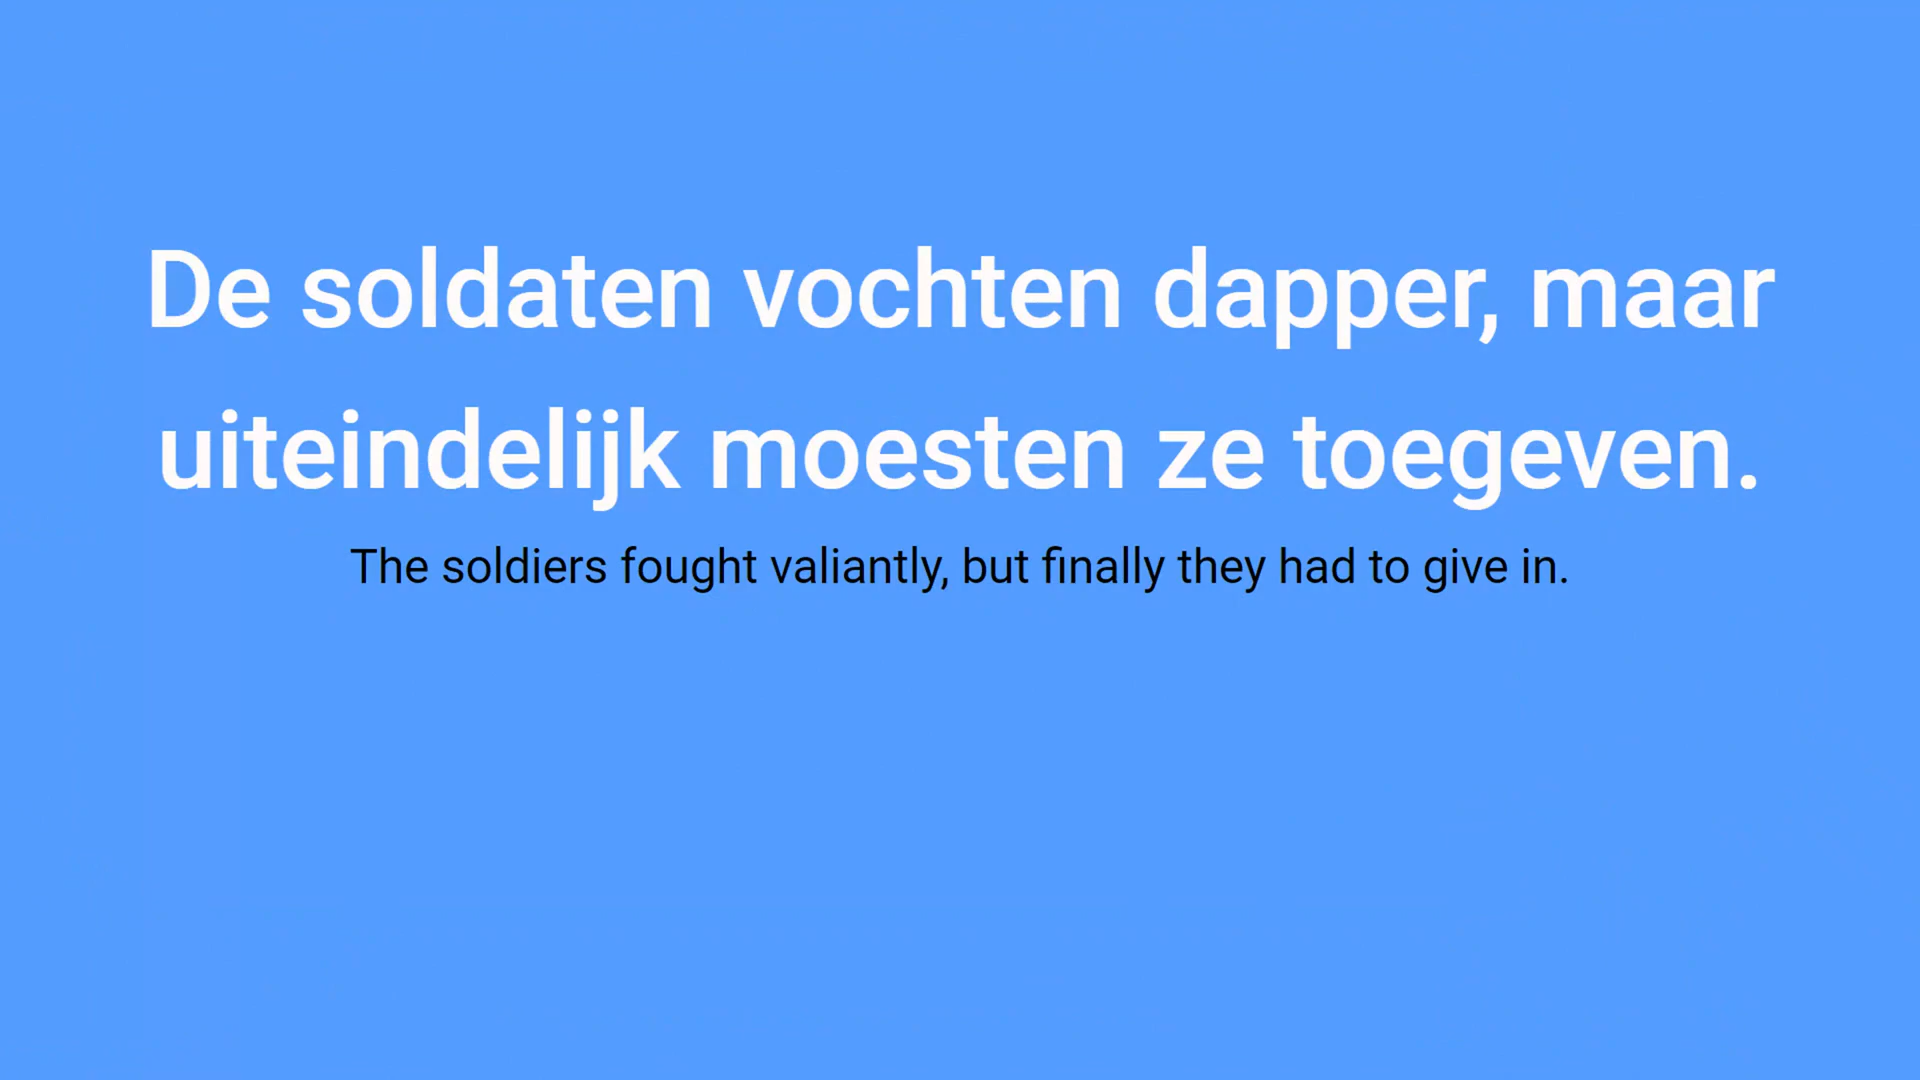 De soldaten vochten dapper, maar
uiteindelijk moesten ze toegeven.
The soldiers fought valiantly, but finally they had to give in.